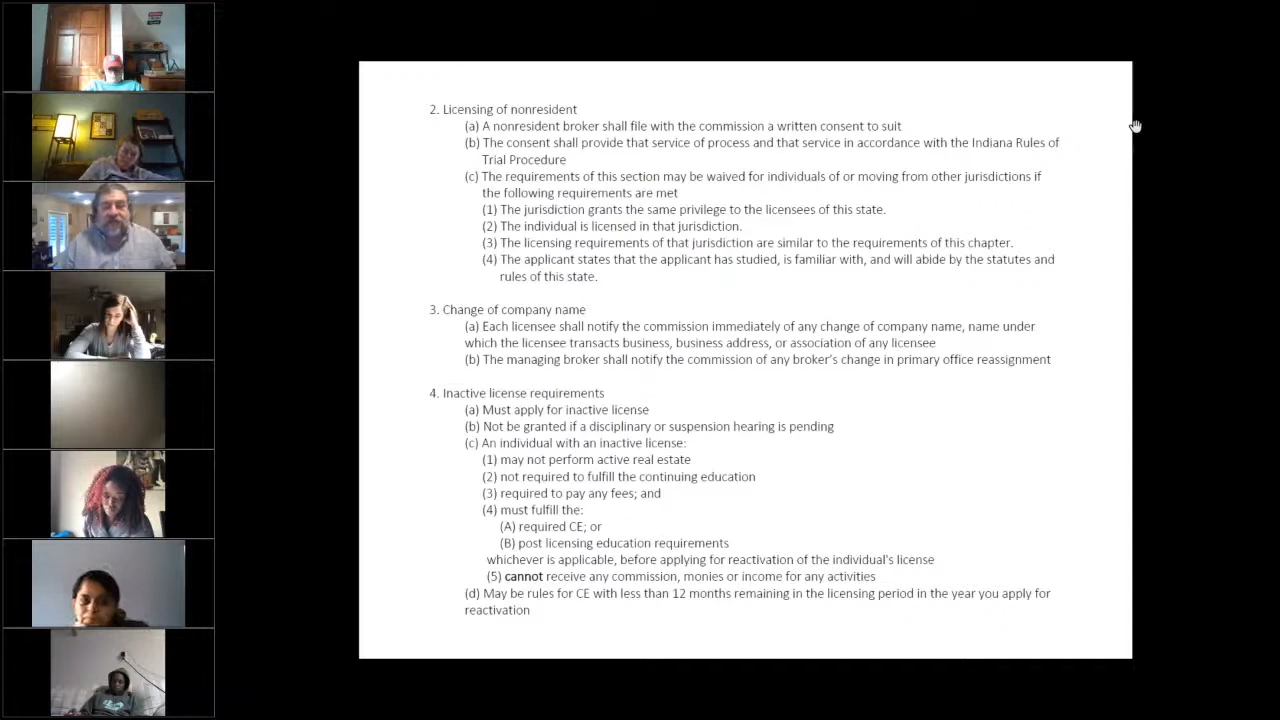 2. Licensing of nonresident
(a) A nonresident broker shall file with the commission a written consent to suit
(b) The consent shall provide that service of process and that service in accordance with the Indiana Rules of
Trial Procedure
(c) The requirements of this section may be waived for individuals of or moving from other jurisdictions if
the following requirements are met
(1) The jurisdiction grants the same privilege to the licensees of this state.
(2) The individual is licensed in that jurisdiction.
(3) The licensing requirements of that jurisdiction are similar to the requirements of this chapter.
(4) The applicant states that the applicant has studied, is familiar with, and will abide by the statutes and
rules of this state.
3. Change of company name
(a) Each licensee shall notify the commission immediately of any change of company name, name under
which the licensee transacts business, business address, or association of any licensee
(b) The managing broker shall notify the commission of any broker's change in primary office reassignment
4. Inactive license requirements
(a) Must apply for inactive license
(b) Not be granted if a disciplinary or suspension hearing is pending
(c) An individual with an inactive license:
(1) may not perform active real estate
(2) not required to fulfill the continuing education
(3) required to pay any fees; and
(4) must fulfill the:
(A) required CE; or
(B) post licensing education requirements
whichever is applicable, before applying for reactivation of the individual's license
(5) cannot receive any commission, monies or income for any activities
(d) May be rules for CE with less than 12 months remaining in the licensing period in the year you apply for
reactivation